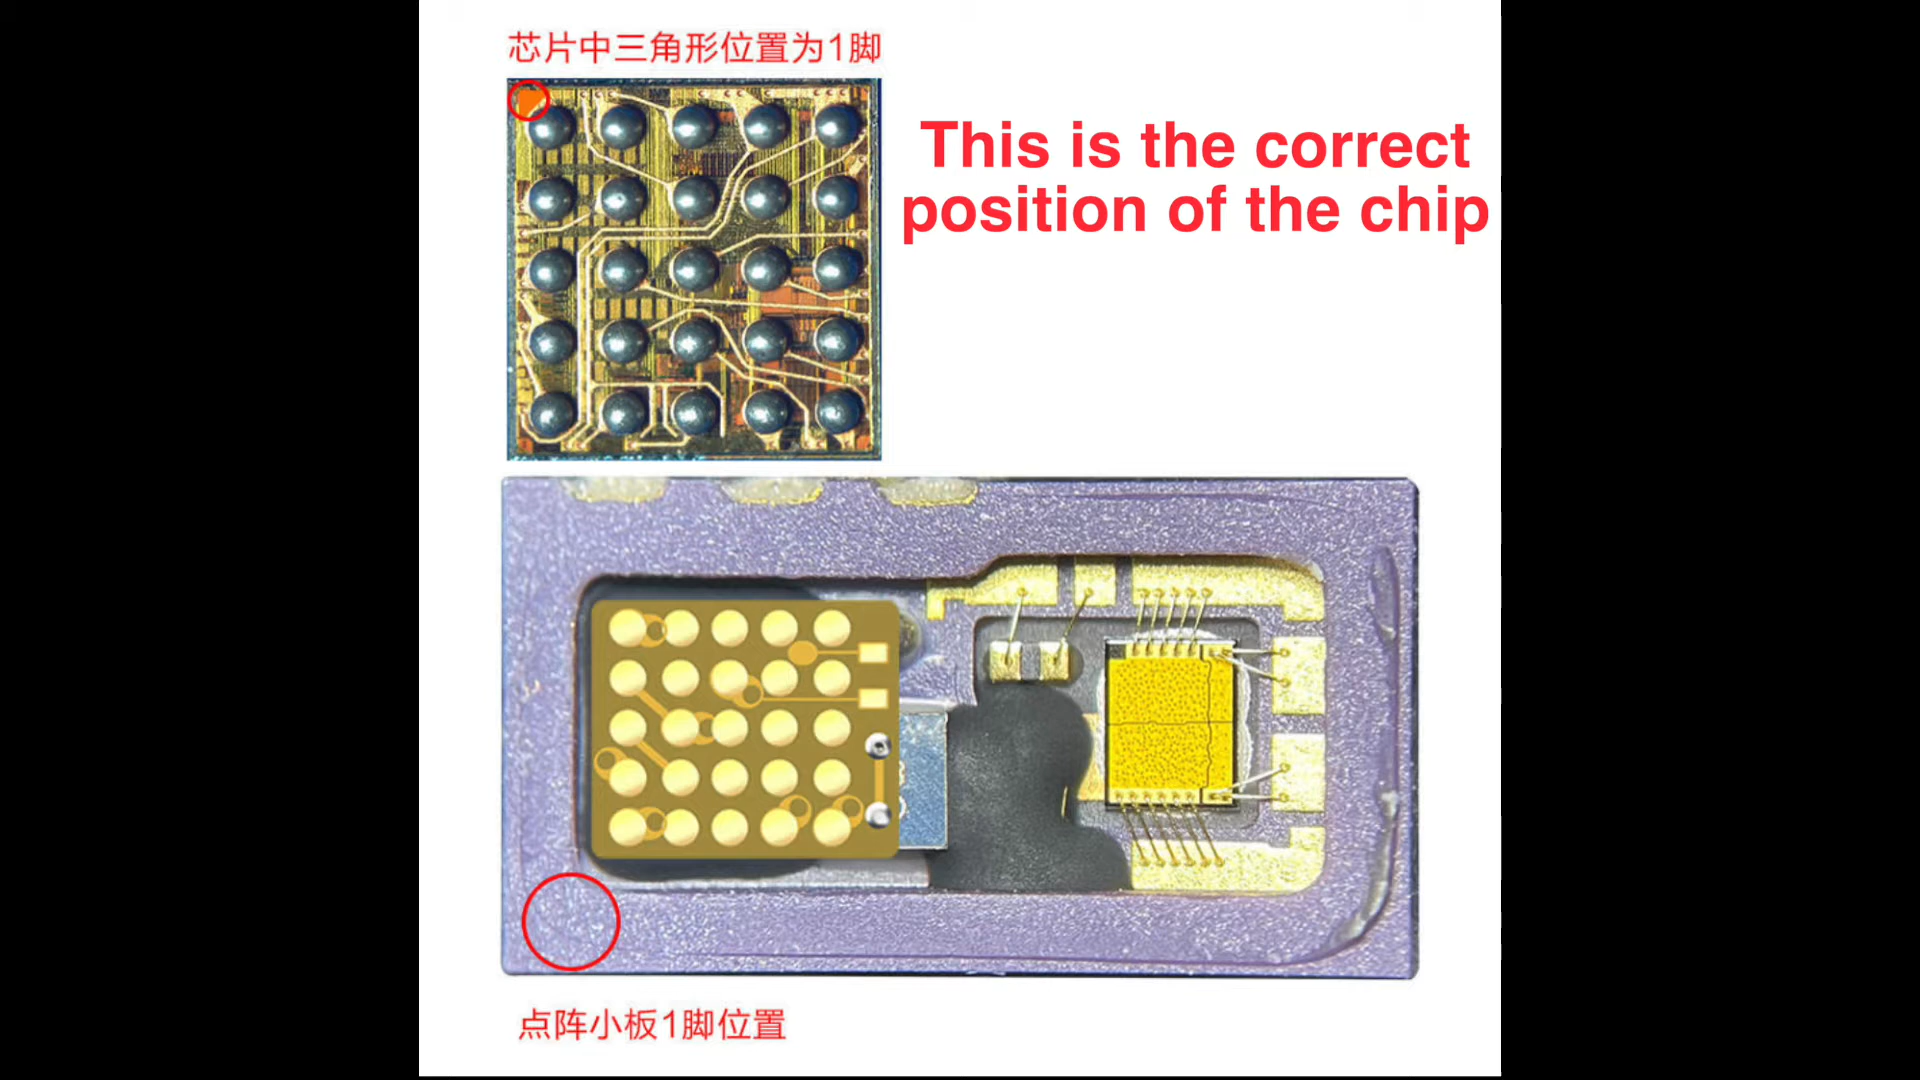 芯片中三角形位置为1脚
This is the correct
position of the chip
点阵小板1脚位置